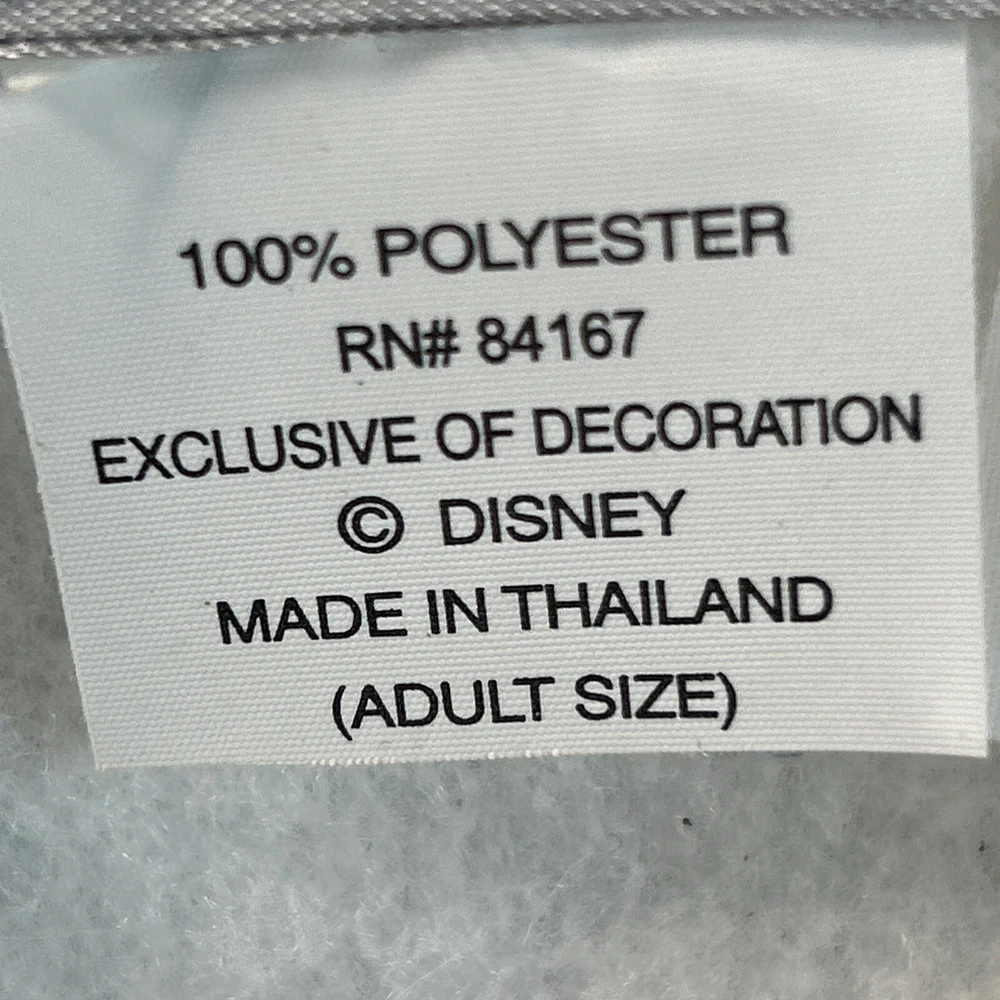 100% POLYESTER
RN# 84167
EXCLUSIVE OF DECORATION
© DISNEY
MADE IN THAILAND
(ADULT SIZE)